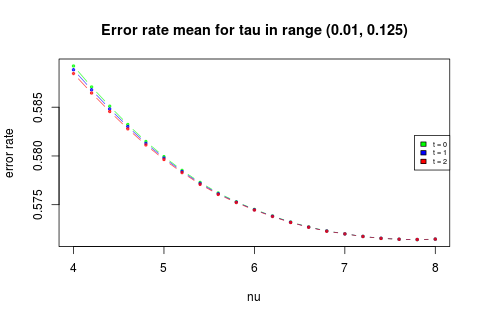 Error rate mean for tau in range (0.01, 0.125)
error rate
0.585
0.580
0.575
t = 0
t = 1
t = 2
4 5 6 7 8
nu